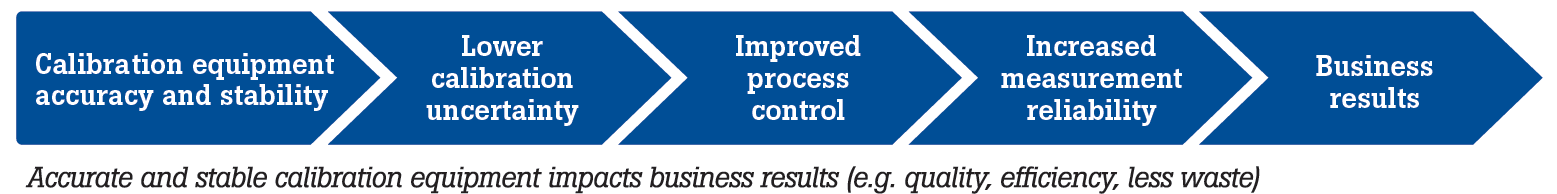 Calibration equipment
accuracy and stability
Lower
calibration
uncertainty
Improved
process
control
Increased
measurement
reliability
Business
results
Accurate and stable calibration equipment impacts business results (e.g. quality, efficiency, less waste)